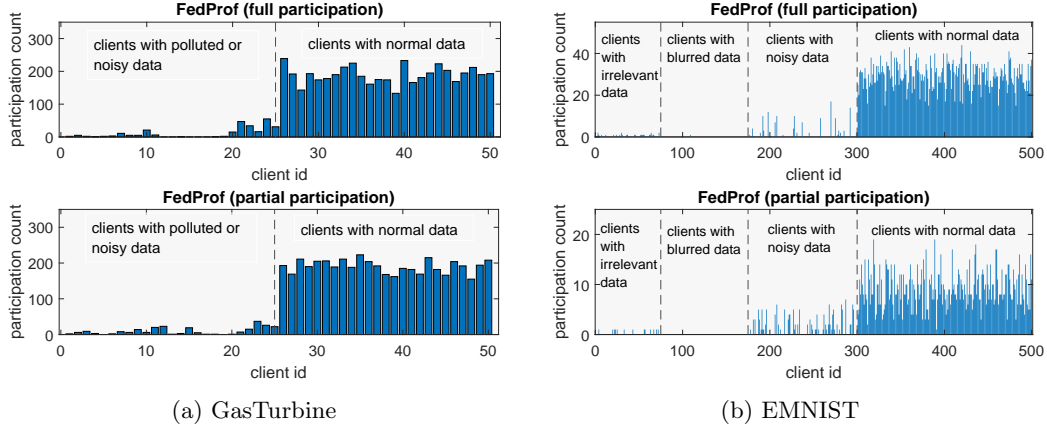 FedProf (full participation)
participation count
300
200
100
0
clients with polluted or
noisy data
clients with normal data
0 10 20 30 40 50
client id
FedProf (partial participation)
participation count
300
200
100
0
clients with polluted or
noisy data
clients with normal data
0 10 20 30 40 50
client id
(a) GasTurbine
FedProf (full participation)
participation count
40
20
0
clients
with
irrelevant
data
clients with
blurred data
clients with
noisy data
clients with normal data
0 100 200 300 400 500
client id
FedProf (partial participation)
participation count
20
10
0
clients
with
irrelevant
data
clients with
blurred data
clients with
noisy data
clients with normal data
0 100 200 300 400 500
client id
(b) EMNIST